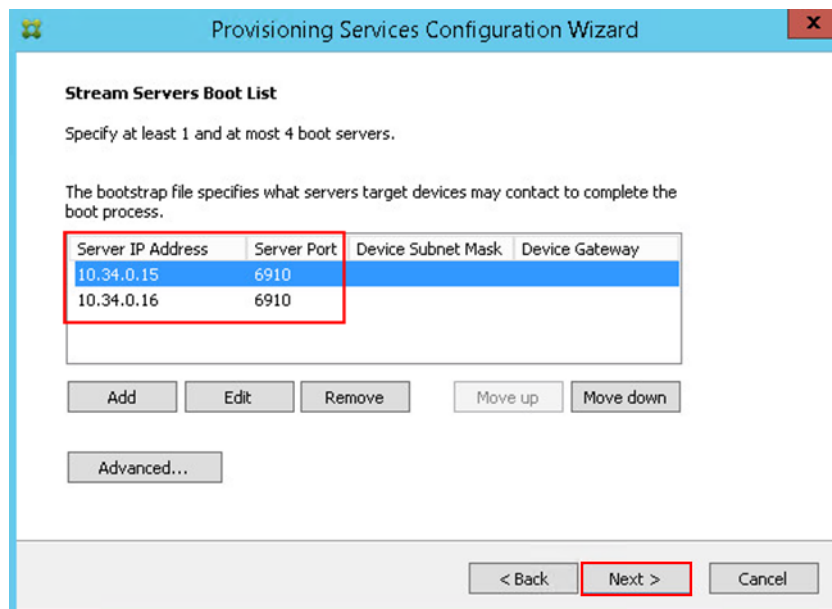 Provisioning Services Configuration Wizard
x
Stream Servers Boot List
Specify at least 1 and at most 4 boot servers.
The bootstrap file specifies what servers target devices may contact to complete the
boot process.
Server IP Address Server Port Device Subnet Mask Device Gateway
10.34.0.15 6910
10.34.0.16 6910
Add Edit Remove Move up Move down
Advanced...
< Back Next > Cancel